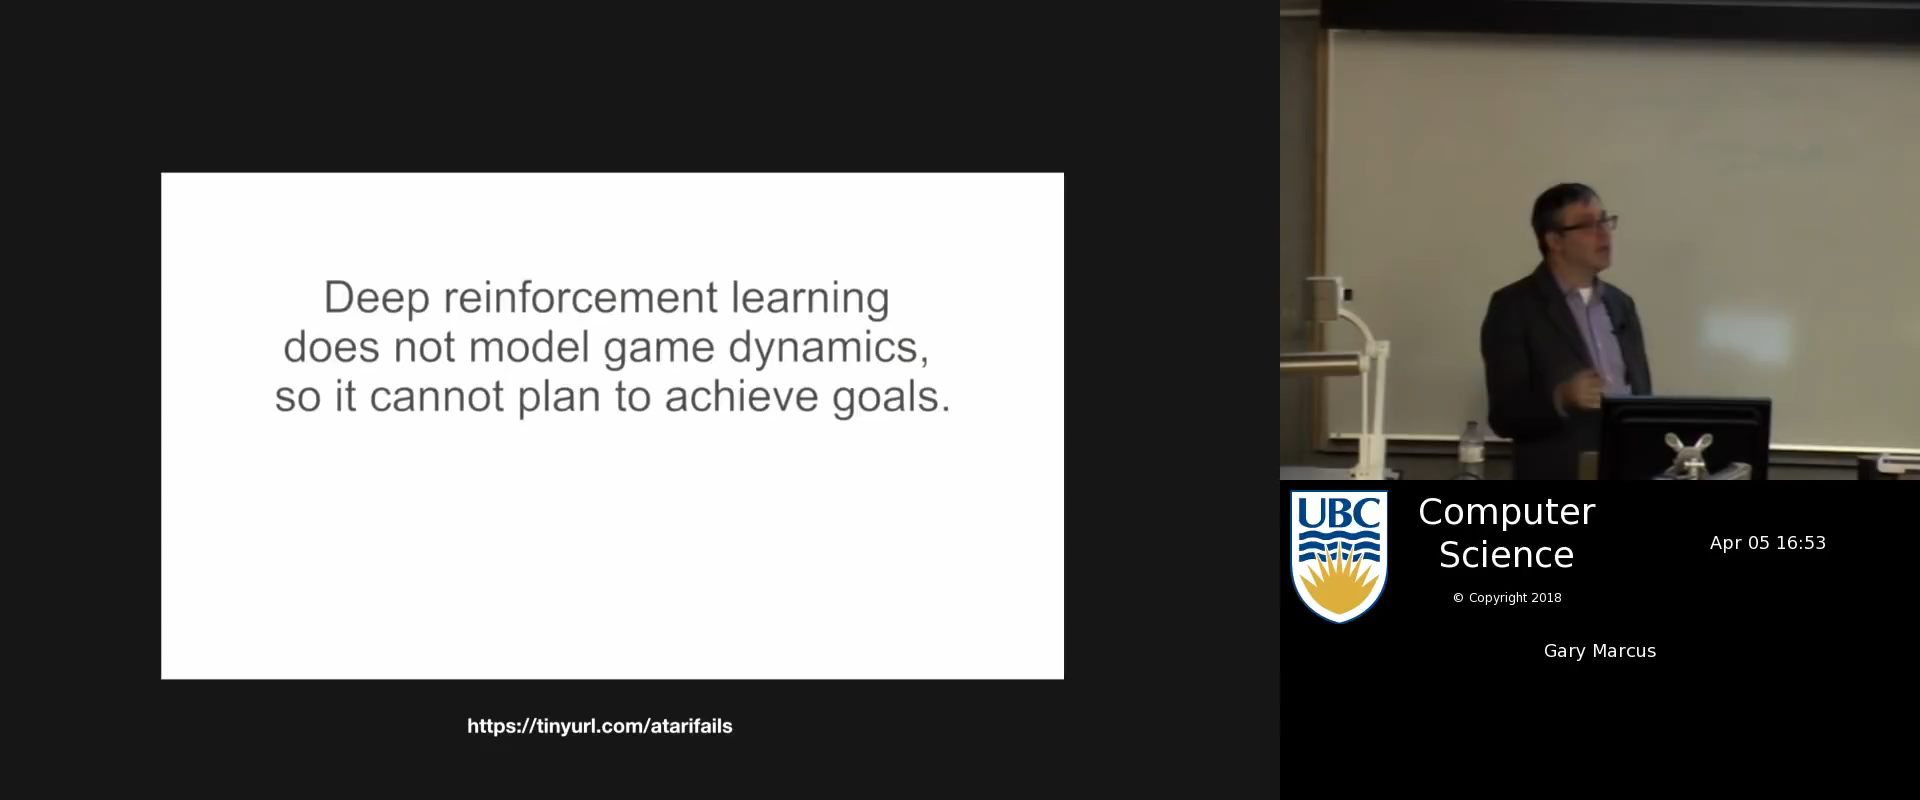 Deep reinforcement learning
does not model game dynamics,
so it cannot plan to achieve goals.
https://tinyurl.com/atarifails
UBC
Computer
Science
Apr 05 16:53
© Copyright 2018
Gary Marcus